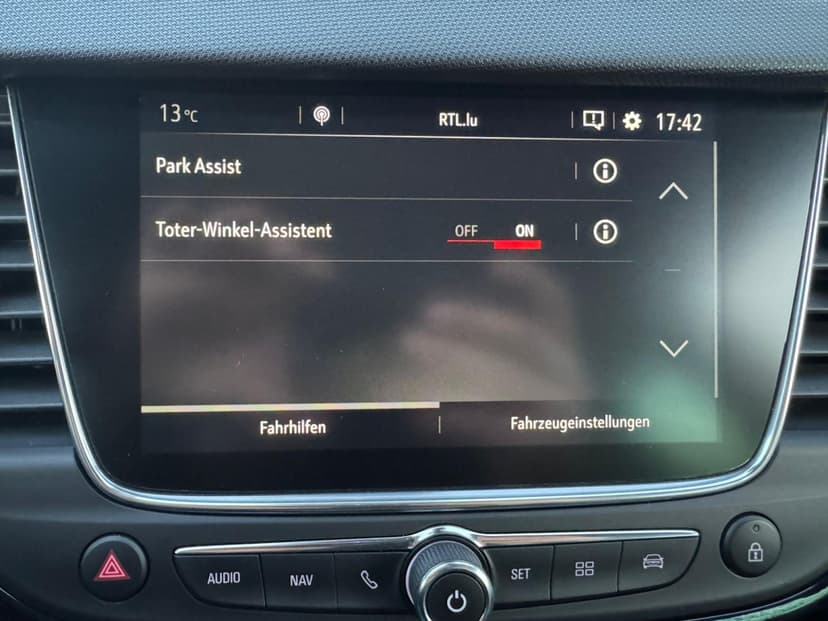 13°C RTL.lu 17:42
Park Assist
Toter-Winkel-Assistent OFF ON
Fahrhilfen Fahrzeugeinstellungen
AUDIO NAV SET